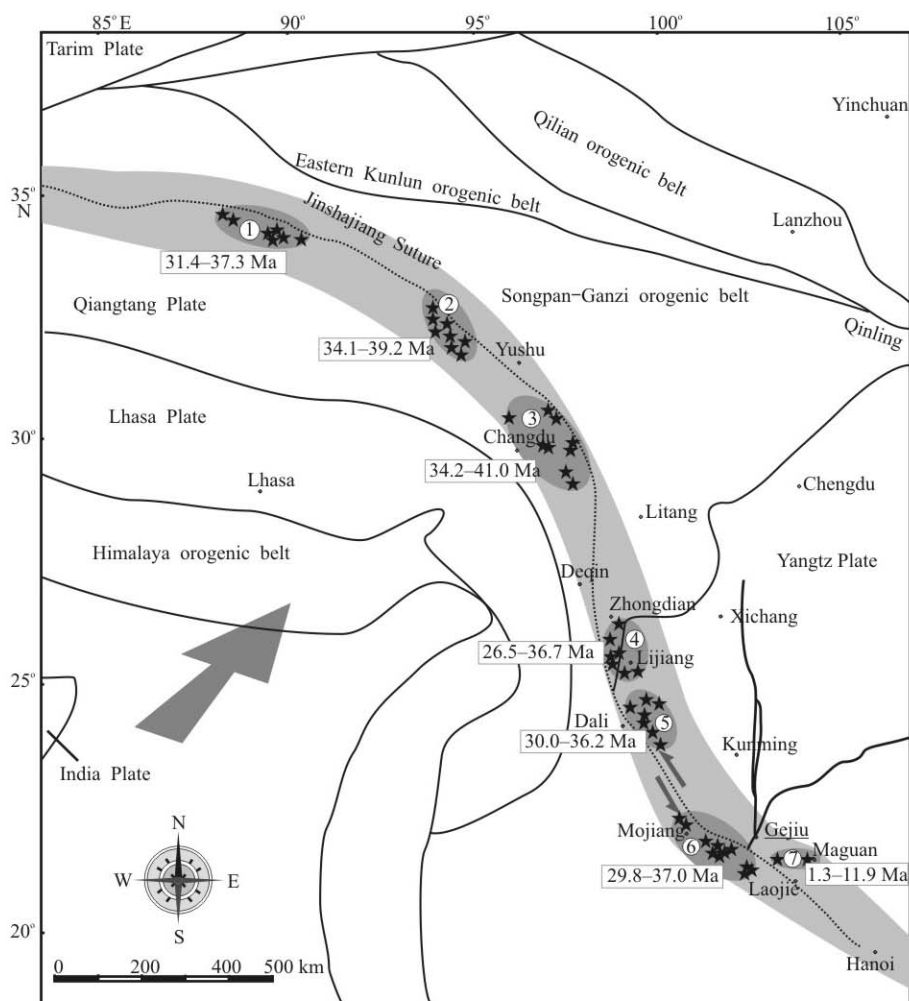 85° E 90° 95° 100° 105°
Tarim Plate
Yinchuan
Qilian orogenic belt
Eastern Kunlun orogenic belt
35°
N
Jinshajiang Suture
Lanzhou
1
31.4–37.3 Ma
Qiangtang Plate
2
Songpan–Ganzi orogenic belt
Qinling
34.1–39.2 Ma
Yushu
Lhasa Plate
3
30°
Changdu
34.2–41.0 Ma
Lhasa
Chengdu
Litang
Himalaya orogenic belt
Deqin
Yangtz Plate
Zhongdian
Xichang
4
26.5–36.7 Ma
Lijiang
25°
5
Dali
30.0–36.2 Ma
Kunming
India Plate
N
Mojiang
Gejiu
6
7
Maguan
29.8–37.0 Ma
1.3–11.9 Ma
W E
Laojie
S
20°
Hanoi
0 200 400 500 km